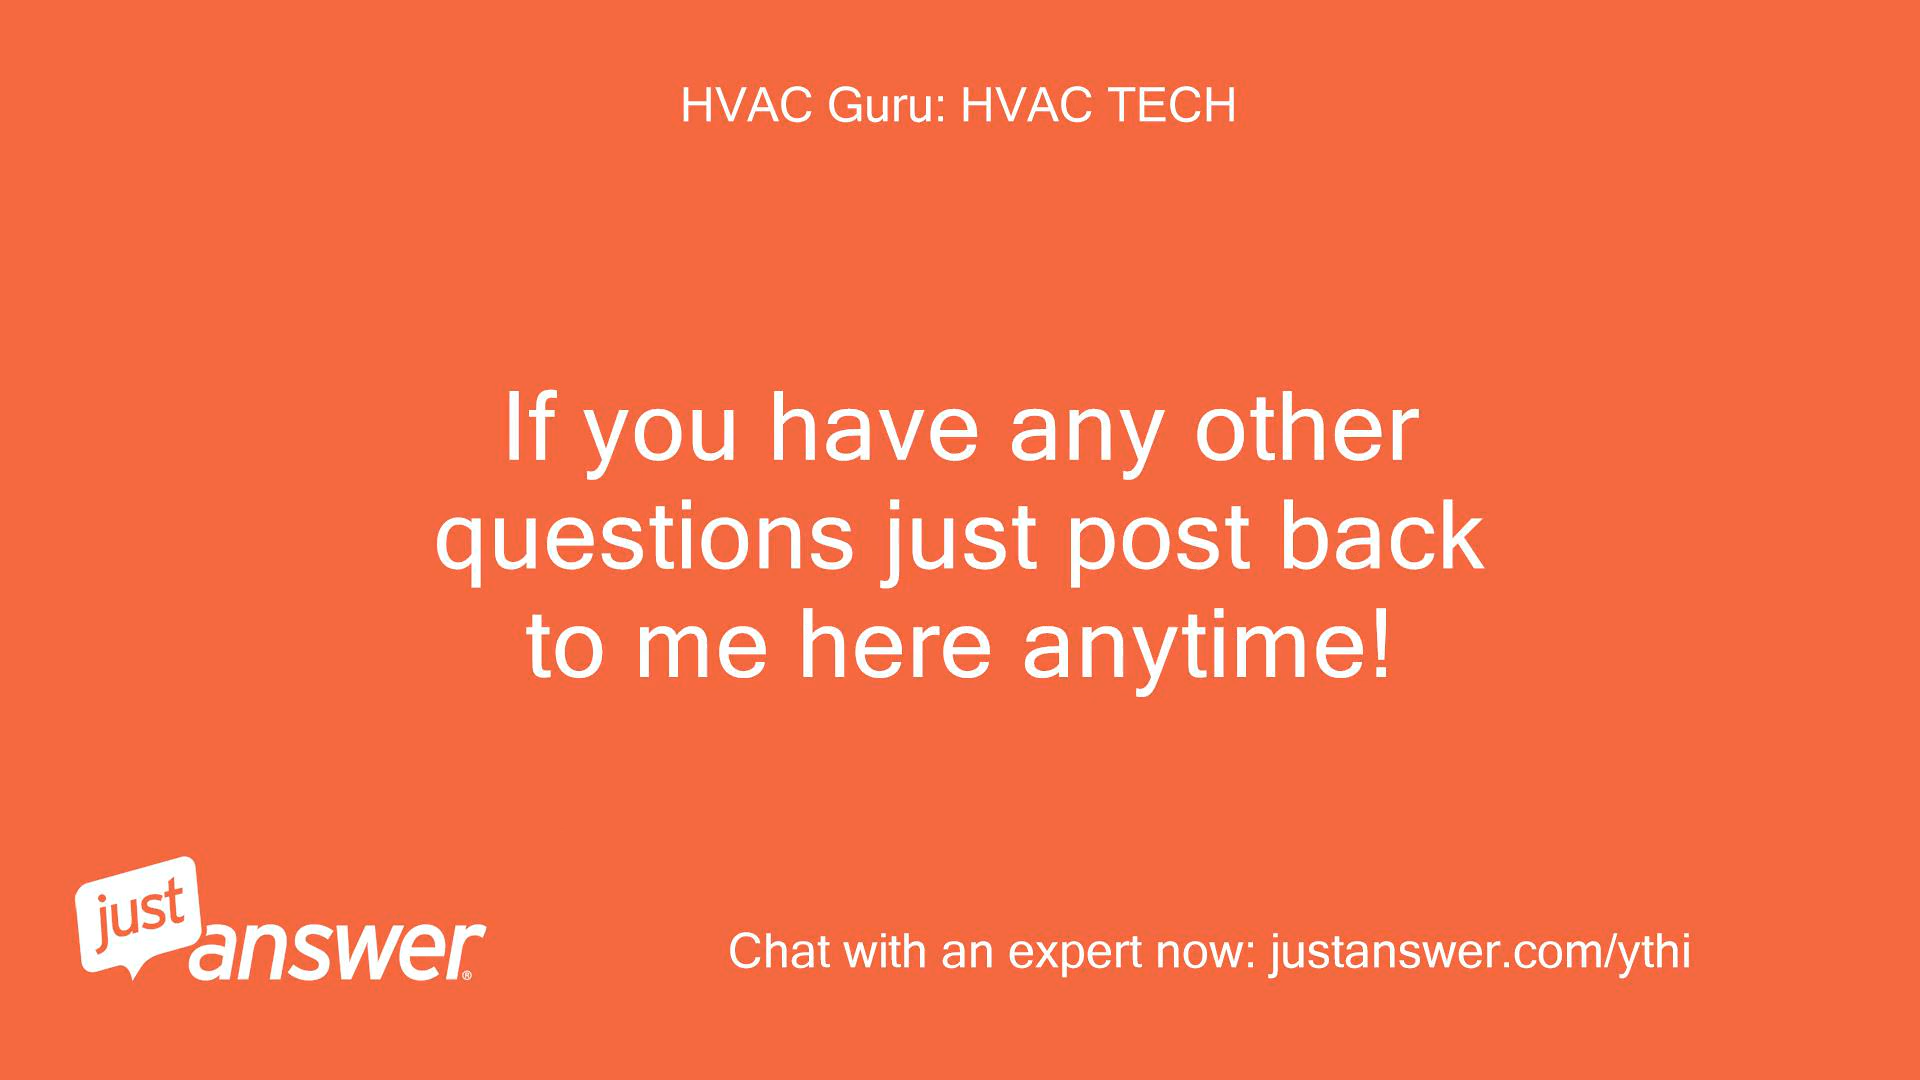 HVAC Guru: HVAC TECH
If you have any other
questions just post back
to me here anytime!
just
answer®
Chat with an expert now: justanswer.com/ythi